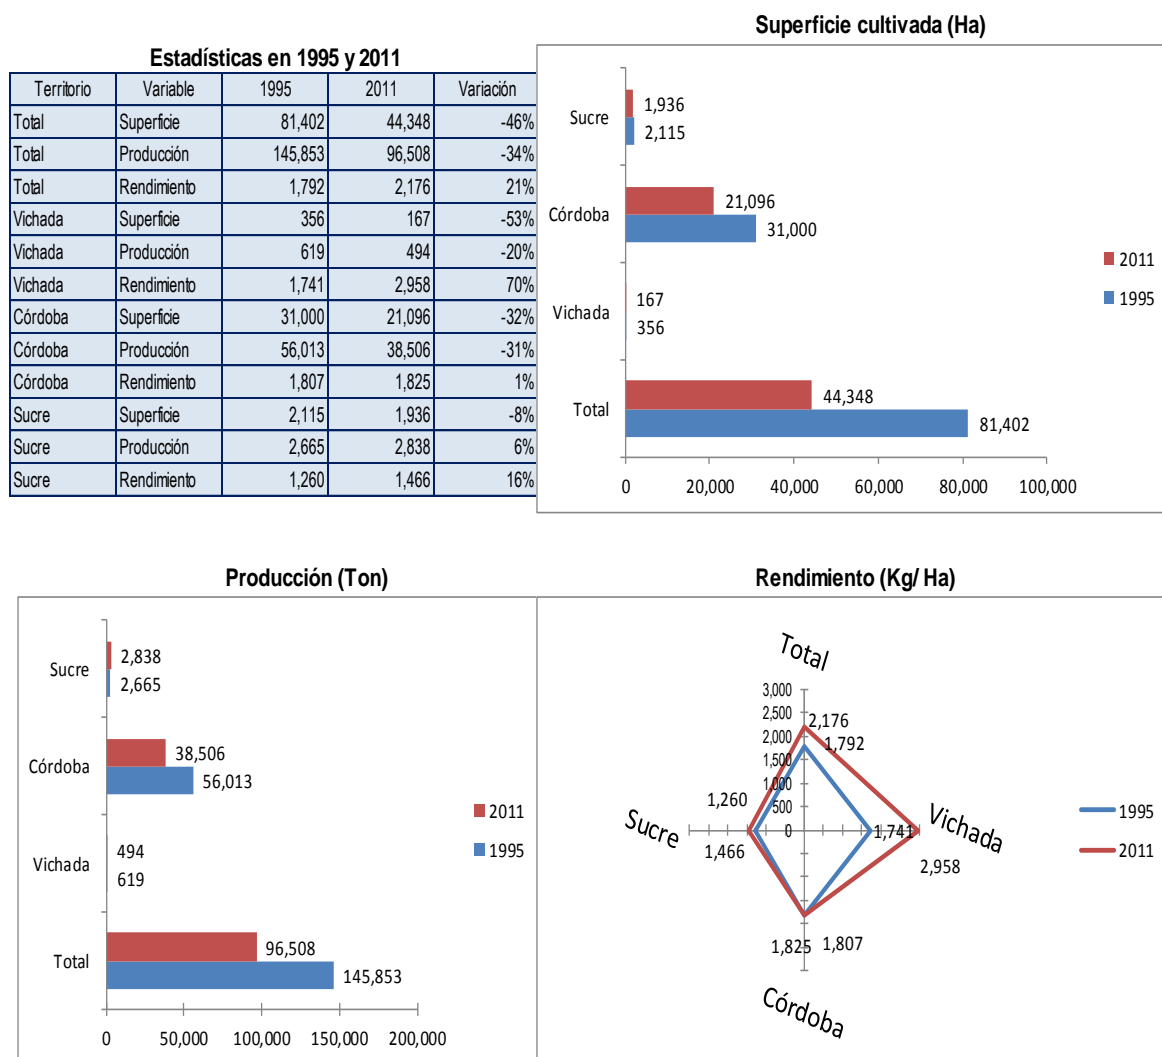 Estadísticas en 1995 y 2011
Territorio Variable 1995 2011 Variación
Total Superficie 81,402 44,348 -46%
Total Producción 145,853 96,508 -34%
Total Rendimiento 1,792 2,176 21%
Vichada Superficie 356 167 -53%
Vichada Producción 619 494 -20%
Vichada Rendimiento 1,741 2,958 70%
Córdoba Superficie 31,000 21,096 -32%
Córdoba Producción 56,013 38,506 -31%
Córdoba Rendimiento 1,807 1,825 1%
Sucre Superficie 2,115 1,936 -8%
Sucre Producción 2,665 2,838 6%
Sucre Rendimiento 1,260 1,466 16%
Superficie cultivada (Ha)
Sucre
1,936
2,115
Córdoba
21,096
31,000
Vichada
167
356
Total
44,348
81,402
0 20,000 40,000 60,000 80,000 100,000
2011
1995
Producción (Ton)
Sucre
2,838
2,665
Córdoba
38,506
56,013
Vichada
494
619
Total
96,508
145,853
0 50,000 100,000 150,000 200,000
2011
1995
Rendimiento (Kg/ Ha)
Total
3,000
2,500
2,000
1,500
1,000
500
0
2,176
1,792
1,260
Sucre
1,466
1,741
Vichada
2,958
1,825 1,807
Córdoba
1995
2011